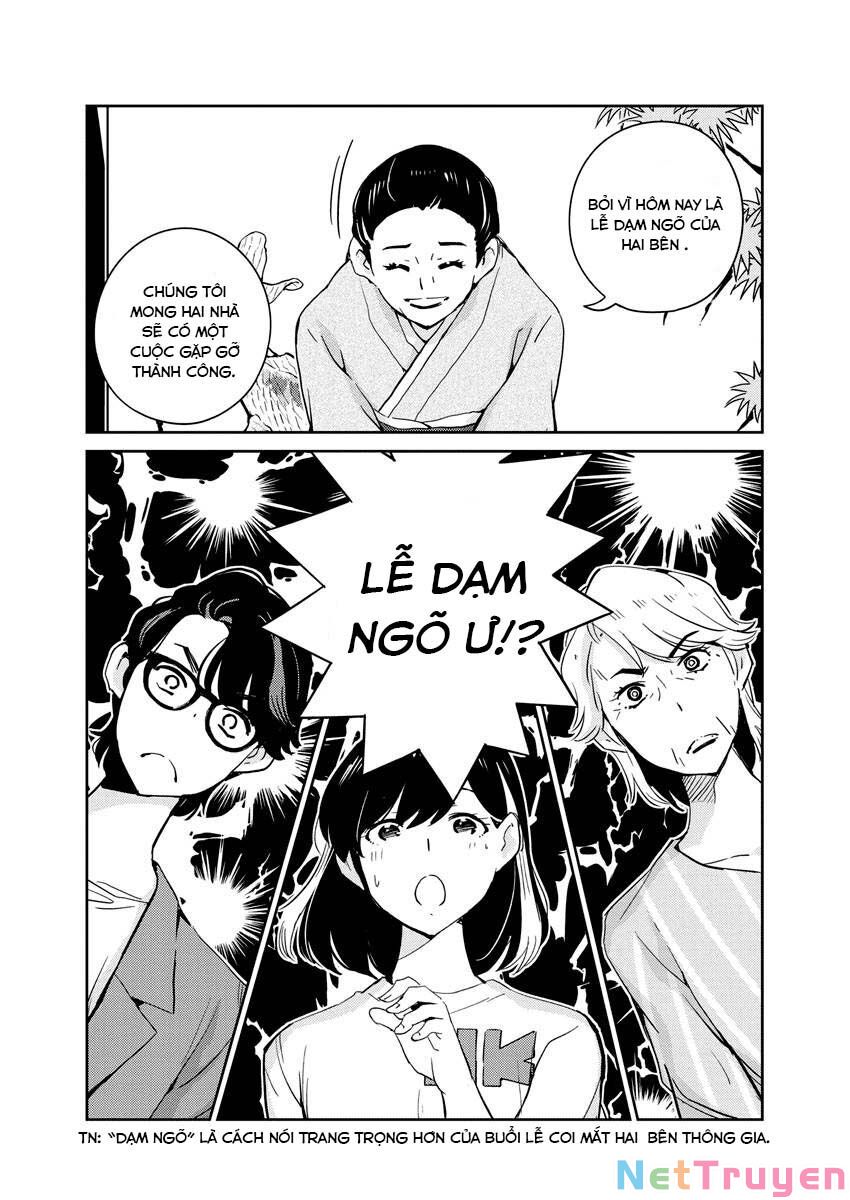 BỞI VÌ HÔM NAY LÀ
LỄ DẠM NGÕ CỦA
HAI BÊN .
CHÚNG TÔI
MONG HAI NHÀ
SẼ CÓ MỘT
CUỘC GẶP GỠ
THÀNH CÔNG.
LỄ DẠM
NGÕ Ư!?
HK
TN: "DẠM NGÕ" LÀ CÁCH NÓI TRANG TRỌNG HƠN CỦA BUỔI LỄ COI MẮT HAI BÊN THÔNG GIA.
NetTruyen